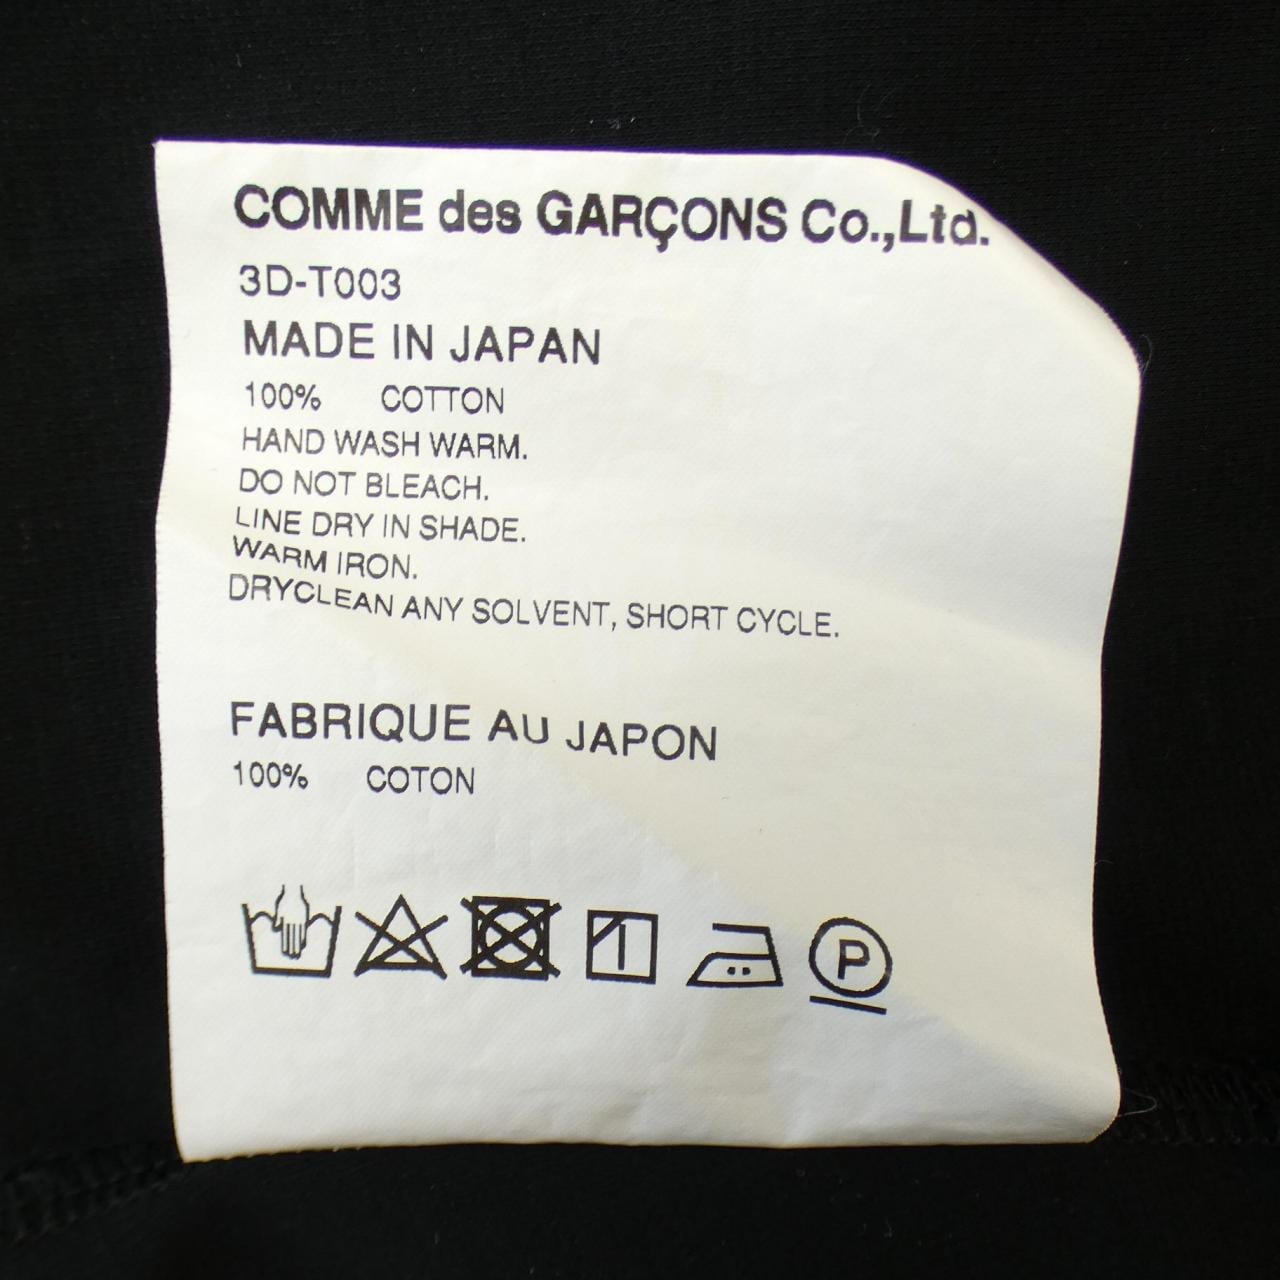 COMME des GARÇONS Co.,Ltd.
3D-T003
MADE IN JAPAN
100% COTTON
HAND WASH WARM.
DO NOT BLEACH.
LINE DRY IN SHADE.
WARM IRON.
DRYCLEAN ANY SOLVENT, SHORT CYCLE.
FABRIQUE AU JAPON
100% COTON
P